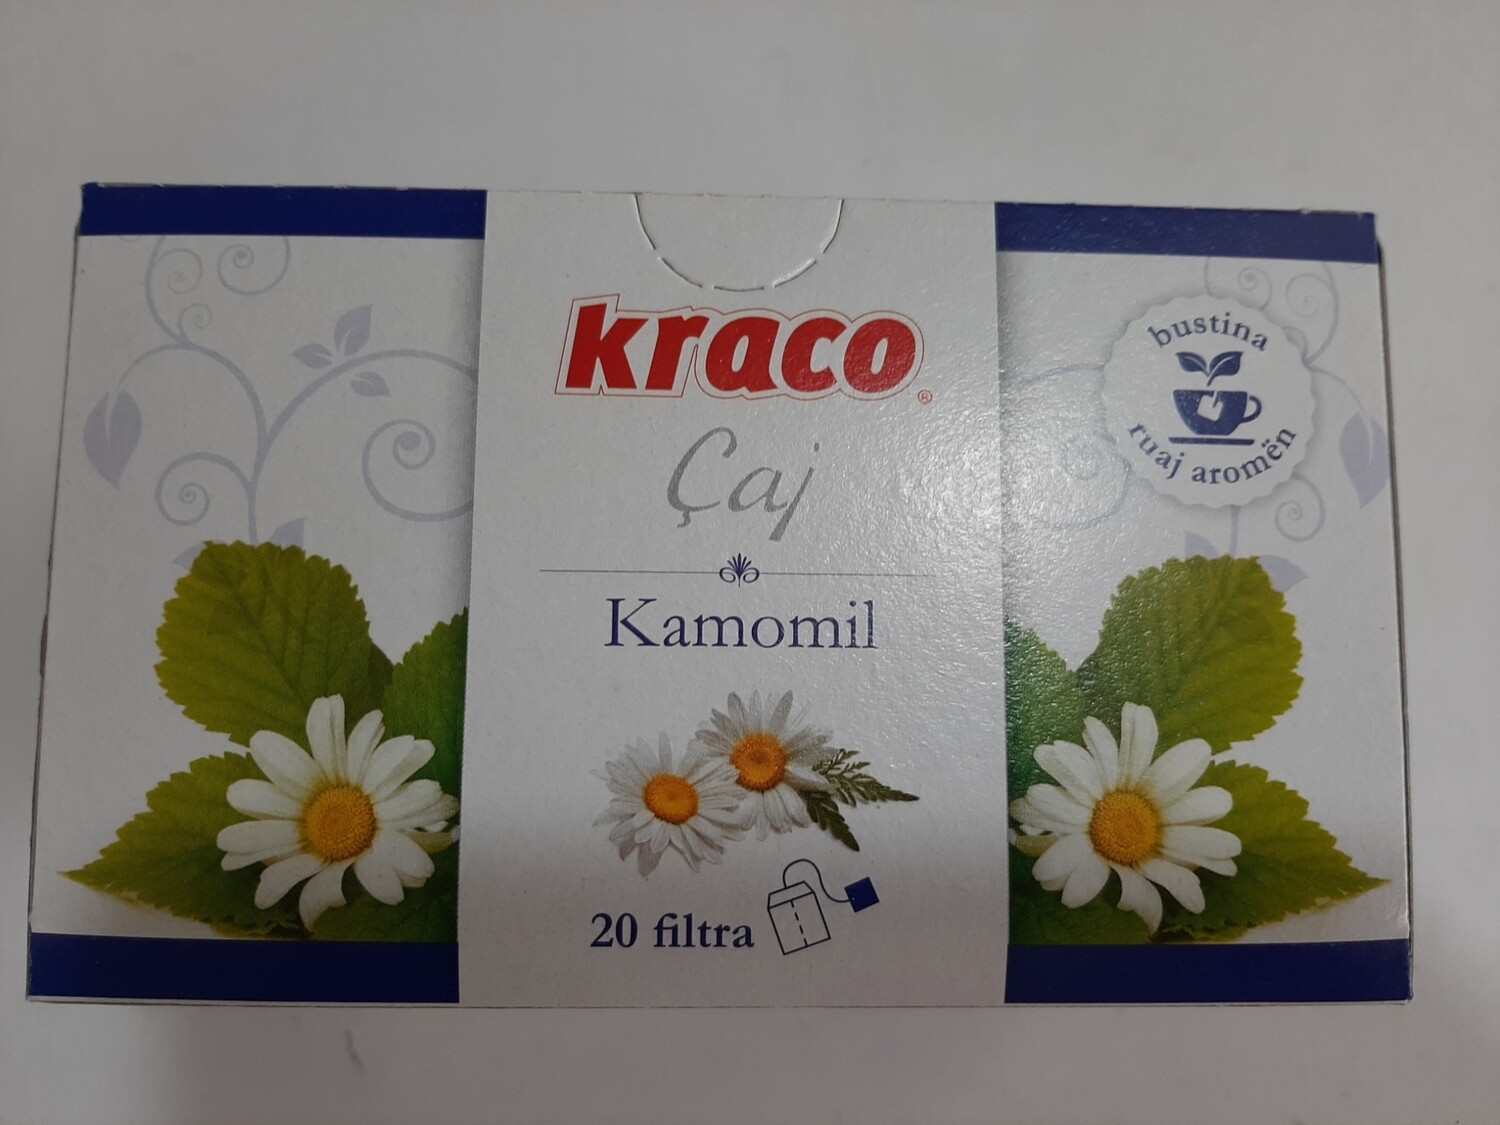 kraco®
Çaj
Kamomil
20 filtra
bustina
ruaj aromën